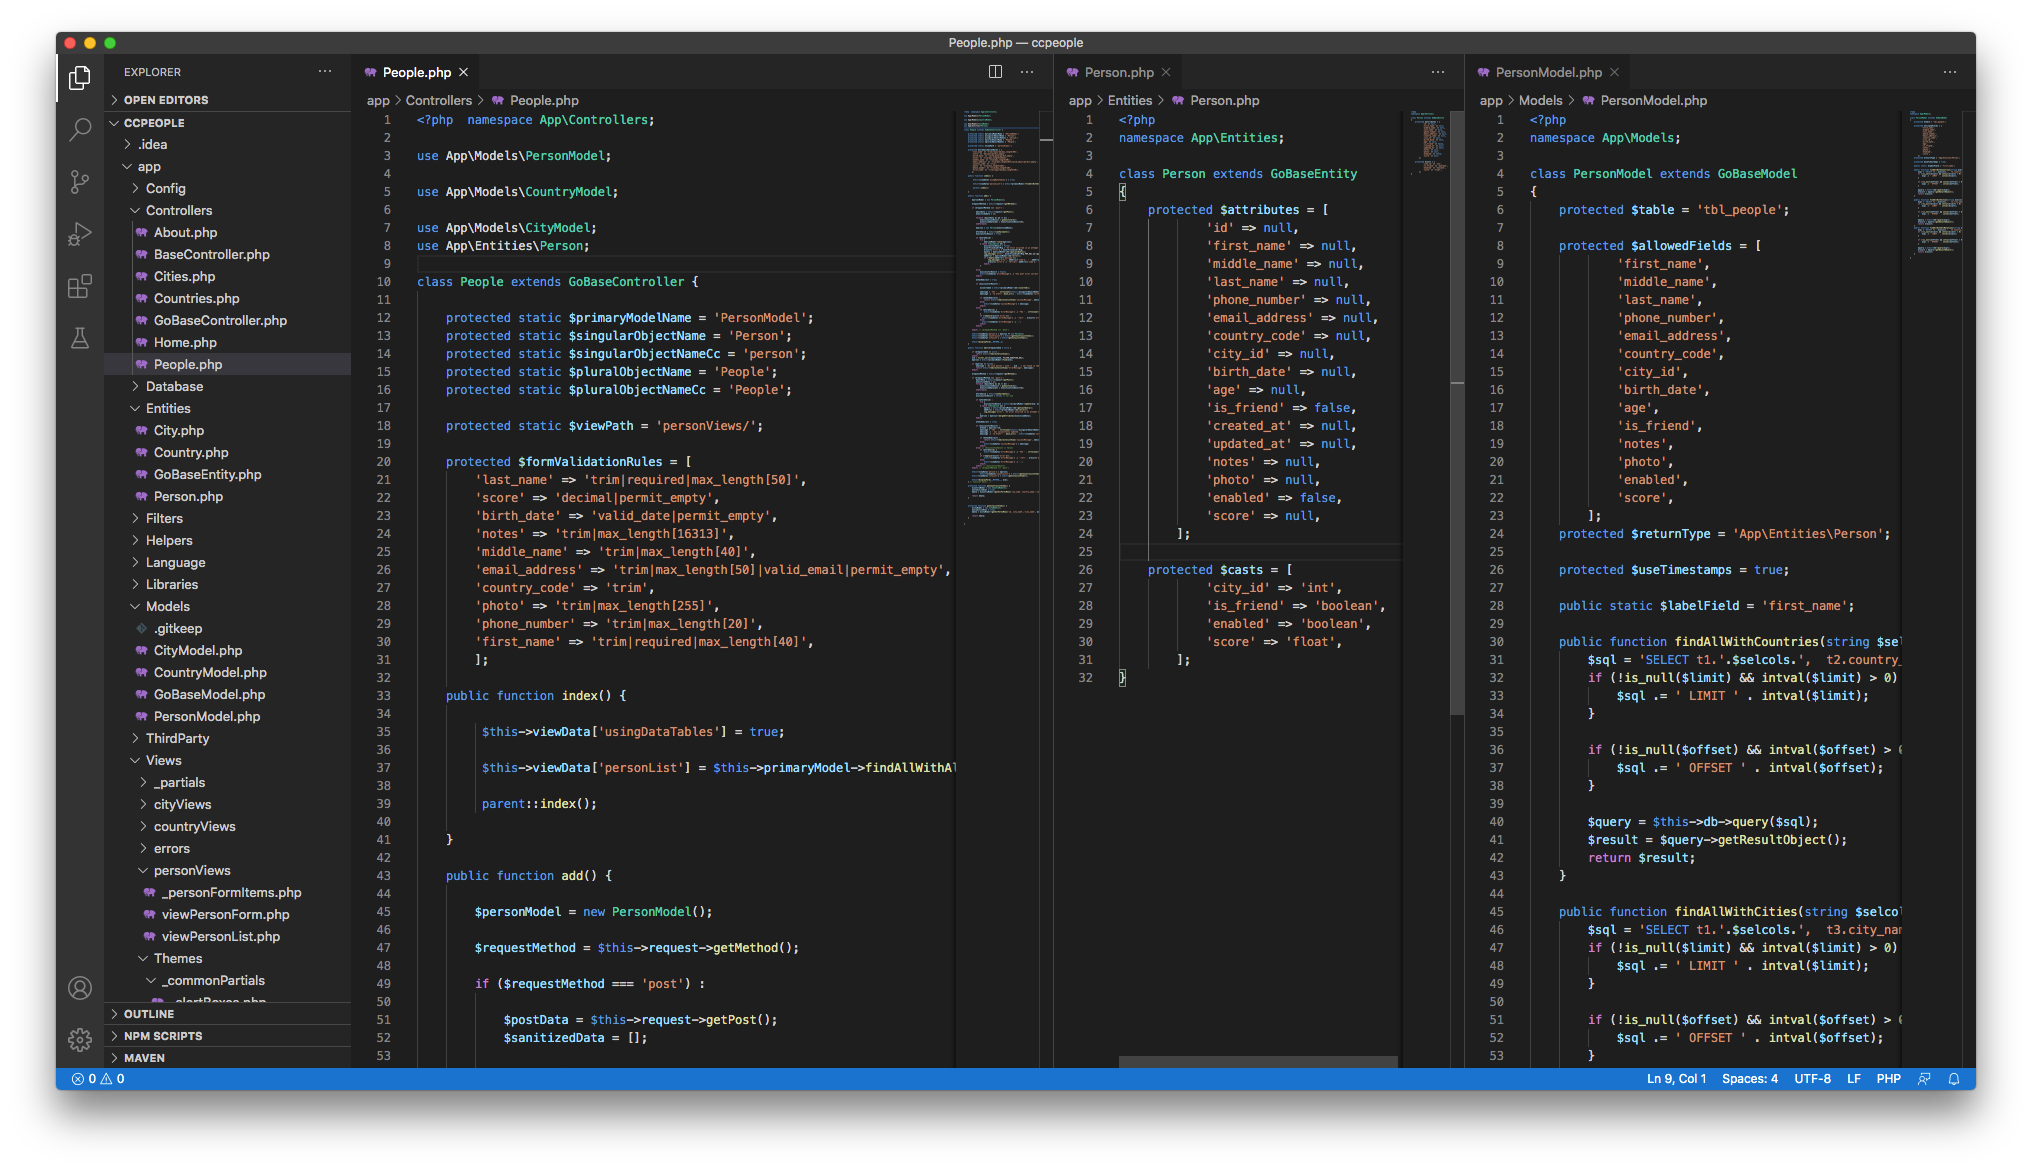 People.php — ccpeople
EXPLORER
OPEN EDITORS
CCPEOPLE
.idea
app
Config
Controllers
About.php
BaseController.php
Cities.php
Countries.php
GoBaseController.php
Home.php
People.php
Database
Entities
City.php
Country.php
GoBaseEntity.php
Person.php
Filters
Helpers
Language
Libraries
Models
.gitkeep
CityModel.php
CountryModel.php
GoBaseModel.php
PersonModel.php
ThirdParty
Views
_partials
cityViews
countryViews
errors
personViews
_personFormItems.php
viewPersonForm.php
viewPersonList.php
Themes
_commonPartials
OUTLINE
NPM SCRIPTS
MAVEN
People.php
app > Controllers > People.php
1 <?php  namespace App\Controllers;
2
3 use App\Models\PersonModel;
4
5 use App\Models\CountryModel;
6
7 use App\Models\CityModel;
8 use App\Entities\Person;
9
10 class People extends GoBaseController {
11
12     protected static $primaryModelName = 'PersonModel';
13     protected static $singularObjectName = 'Person';
14     protected static $singularObjectNameCc = 'person';
15     protected static $pluralObjectName = 'People';
16     protected static $pluralObjectNameCc = 'People';
17
18     protected static $viewPath = 'personViews/';
19
20     protected $formValidationRules = [
21         'last_name' => 'trim|required|max_length[50]',
22         'score' => 'decimal|permit_empty',
23         'birth_date' => 'valid_date|permit_empty',
24         'notes' => 'trim|max_length[16313]',
25         'middle_name' => 'trim|max_length[40]',
26         'email_address' => 'trim|max_length[50]|valid_email|permit_empty',
27         'country_code' => 'trim',
28         'photo' => 'trim|max_length[255]',
29         'phone_number' => 'trim|max_length[20]',
30         'first_name' => 'trim|required|max_length[40]',
31         ];
32
33     public function index() {
34
35          $this->viewData['usingDataTables'] = true;
36
37          $this->viewData['personList'] = $this->primaryModel->findAllWithAl
38
39          parent::index();
40
41     }
42
43     public function add() {
44
45         $personModel = new PersonModel();
46
47         $requestMethod = $this->request->getMethod();
48
49         if ($requestMethod === 'post') :
50
51             $postData = $this->request->getPost();
52             $sanitizedData = [];
53
Person.php
app > Entities > Person.php
1 <?php
2 namespace App\Entities;
3
4 class Person extends GoBaseEntity
5 {
6     protected $attributes = [
7             'id' => null,
8             'first_name' => null,
9             'middle_name' => null,
10             'last_name' => null,
11             'phone_number' => null,
12             'email_address' => null,
13             'country_code' => null,
14             'city_id' => null,
15             'birth_date' => null,
16             'age' => null,
17             'is_friend' => false,
18             'created_at' => null,
19             'updated_at' => null,
20             'notes' => null,
21             'photo' => null,
22             'enabled' => false,
23             'score' => null,
24         ];
25
26     protected $casts = [
27             'city_id' => 'int',
28             'is_friend' => 'boolean',
29             'enabled' => 'boolean',
30             'score' => 'float',
31         ];
32 }
PersonModel.php
app > Models > PersonModel.php
1 <?php
2 namespace App\Models;
3
4 class PersonModel extends GoBaseModel
5 {
6     protected $table = 'tbl_people';
7
8     protected $allowedFields = [
9             'first_name',
10             'middle_name',
11             'last_name',
12             'phone_number',
13             'email_address',
14             'country_code',
15             'city_id',
16             'birth_date',
17             'age',
18             'is_friend',
19             'notes',
20             'photo',
21             'enabled',
22             'score',
23         ];
24     protected $returnType = 'App\Entities\Person';
25
26     protected $useTimestamps = true;
27
28     public static $labelField = 'first_name';
29
30     public function findAllWithCountries(string $sel
31         $sql = 'SELECT t1.'.$selcols.',  t2.country_
32         if (!is_null($limit) && intval($limit) > 0)
33             $sql .= ' LIMIT ' . intval($limit);
34         }
35
36         if (!is_null($offset) && intval($offset) > 0
37             $sql .= ' OFFSET ' . intval($offset);
38         }
39
40         $query = $this->db->query($sql);
41         $result = $query->getResultObject();
42         return $result;
43     }
44
45     public function findAllWithCities(string $selcol
46         $sql = 'SELECT t1.'.$selcols.',  t3.city_nam
47         if (!is_null($limit) && intval($limit) > 0)
48             $sql .= ' LIMIT ' . intval($limit);
49         }
50
51         if (!is_null($offset) && intval($offset) > 0
52             $sql .= ' OFFSET ' . intval($offset);
53         }
0 0
Ln 9, Col 1 Spaces: 4 UTF-8 LF PHP